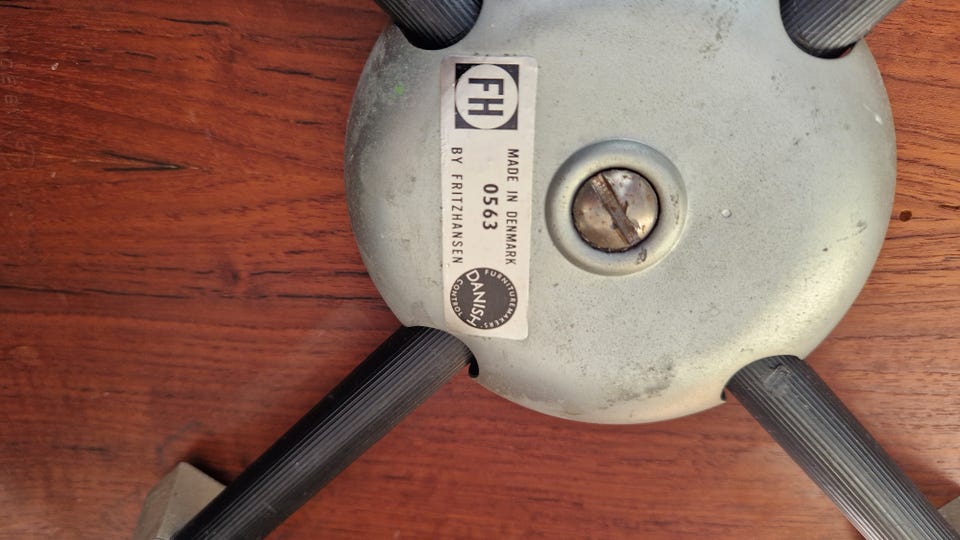 FH
MADE IN DENMARK
0563
BY FRITZHANSEN
FURNITUREMAKERS'
DANISH
CONTROL